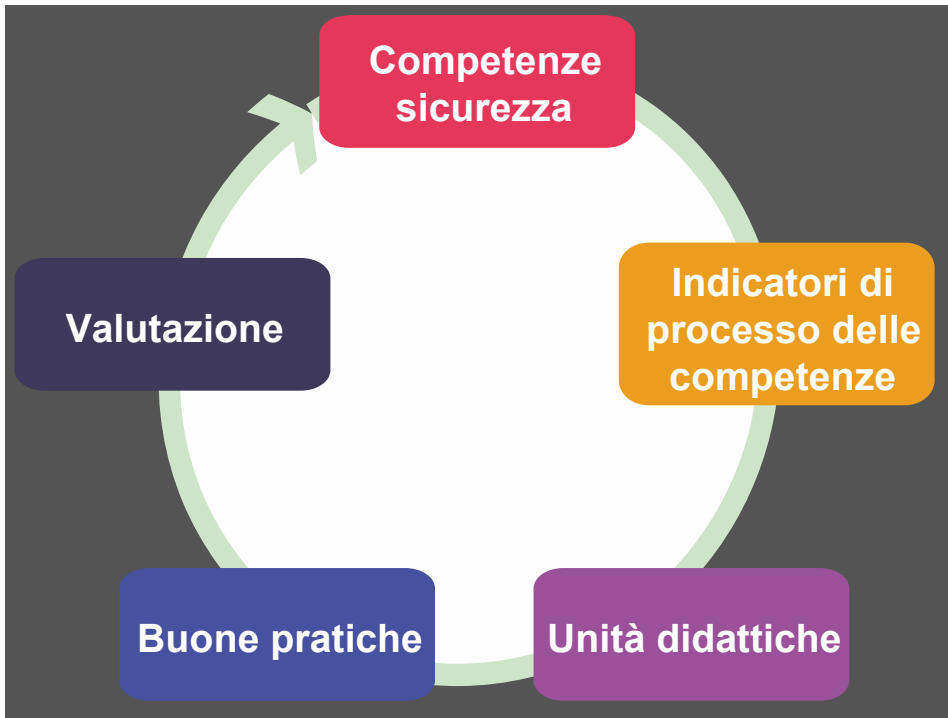 Competenze
sicurezza
Indicatori di
processo delle
competenze
Unità didattiche
Buone pratiche
Valutazione